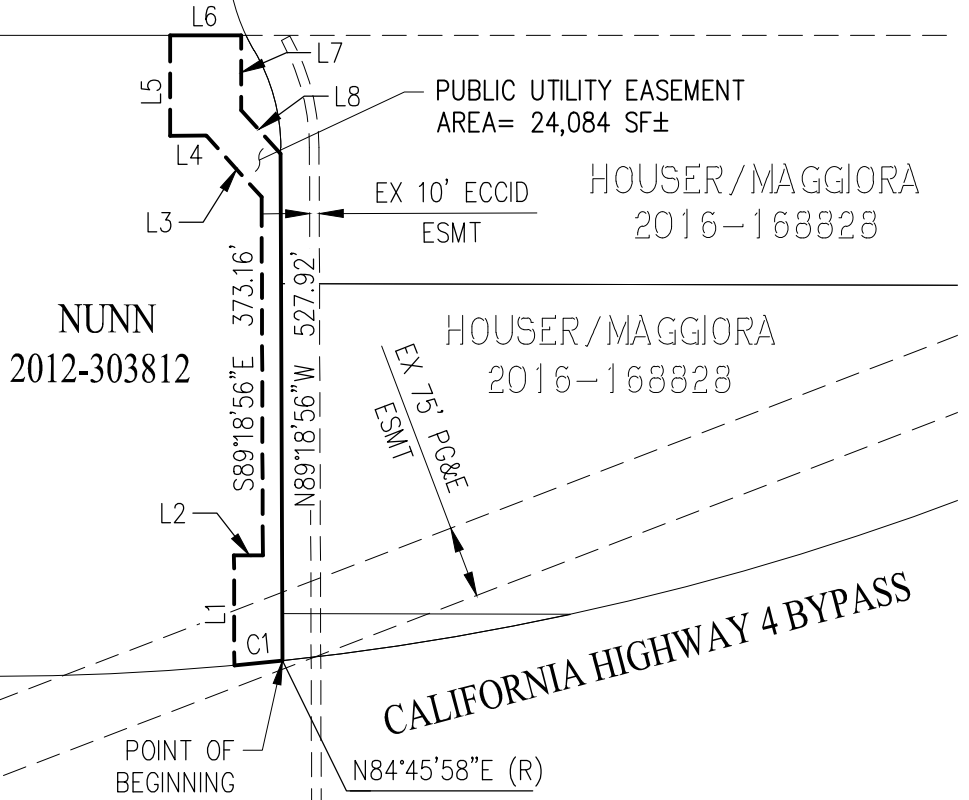 L6
L7
L5
L8
PUBLIC UTILITY EASEMENT
AREA= 24,084 SF±
L4
EX 10' ECCID
ESMT
HOUSER/MAGGIORA
2016-168828
L3
S89°18'56"E 373.16'
N89°18'56"W 527.92'
NUNN
2012-303812
HOUSER/MAGGIORA
2016-168828
EX 75' PG&E
ESMT
L2
L1
C1
CALIFORNIA HIGHWAY 4 BYPASS
POINT OF
BEGINNING
N84°45'58"E (R)